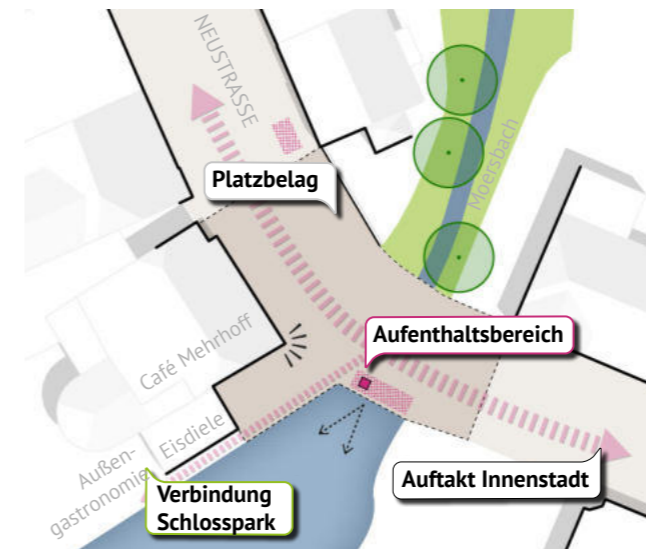 NEUSTRASSE
Platzbelag
Moersbach
Aufenthaltsbereich
Café Mehrhoff
Eisdiele
Außen-
gastronomie
Auftakt Innenstadt
Verbindung
Schlosspark